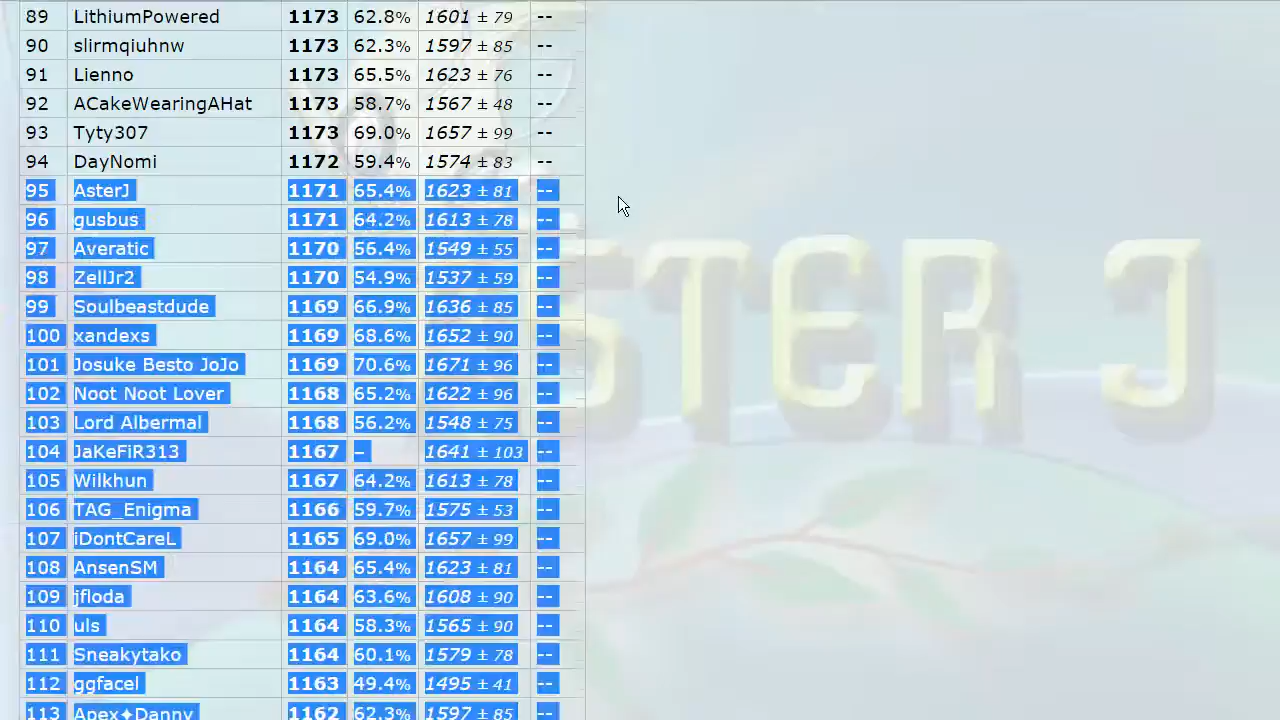 89 LithiumPowered 1173 62.8% 1601 ± 79 --
90 slirmqiuhnw 1173 62.3% 1597 ± 85 --
91 Lienno 1173 65.5% 1623 ± 76 --
92 ACakeWearingAHat 1173 58.7% 1567 ± 48 --
93 Tyty307 1173 69.0% 1657 ± 99 --
94 DayNomi 1172 59.4% 1574 ± 83 --
95 AsterJ 1171 65.4% 1623 ± 81 --
96 gusbus 1171 64.2% 1613 ± 78 --
97 Averatic 1170 56.4% 1549 ± 55 --
98 ZellJr2 1170 54.9% 1537 ± 59 --
99 Soulbeastdude 1169 66.9% 1636 ± 85 --
100 xandexs 1169 68.6% 1652 ± 90 --
101 Josuke Besto JoJo 1169 70.6% 1671 ± 96 --
102 Noot Noot Lover 1168 65.2% 1622 ± 96 --
103 Lord Albermal 1168 56.2% 1548 ± 75 --
104 JaKeFiR313 1167 – 1641 ± 103 --
105 Wilkhun 1167 64.2% 1613 ± 78 --
106 TAG_Enigma 1166 59.7% 1575 ± 53 --
107 iDontCareL 1165 69.0% 1657 ± 99 --
108 AnsenSM 1164 65.4% 1623 ± 81 --
109 jfloda 1164 63.6% 1608 ± 90 --
110 uls 1164 58.3% 1565 ± 90 --
111 Sneakytako 1164 60.1% 1579 ± 78 --
112 ggfacel 1163 49.4% 1495 ± 41 --
113 Apex✦Danny 1162 62.3% 1597 ± 85 --
STER J